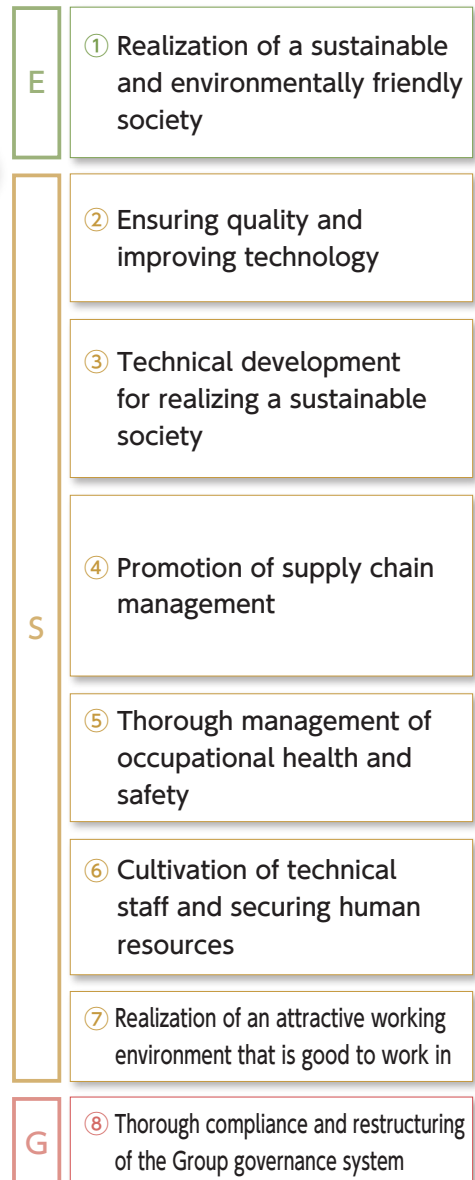 E
① Realization of a sustainable
and environmentally friendly
society
S
② Ensuring quality and
improving technology
③ Technical development
for realizing a sustainable
society
④ Promotion of supply chain
management
⑤ Thorough management of
occupational health and
safety
⑥ Cultivation of technical
staff and securing human
resources
⑦ Realization of an attractive working
environment that is good to work in
G
⑧ Thorough compliance and restructuring
of the Group governance system